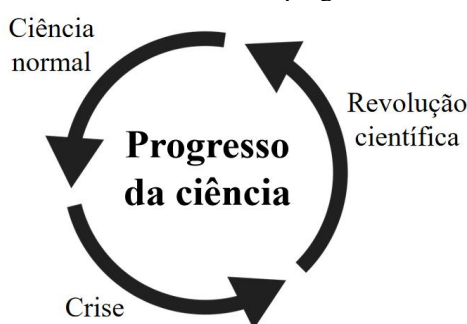 Ciência
normal
Revolução
científica
Progresso
da ciência
Crise